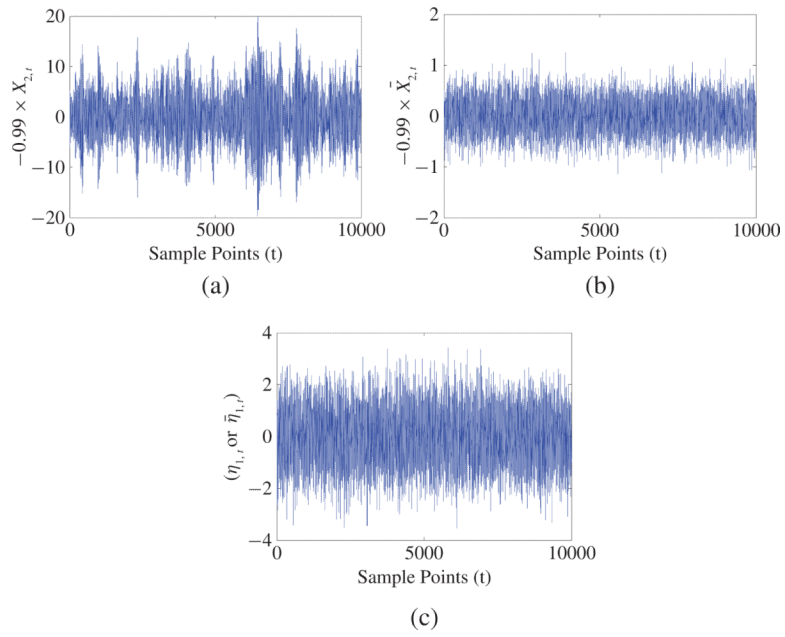 20
10
0
−10
−20
−0.99 × X₂,ₜ
0
5000
10000
Sample Points (t)
(a)
2
1
0
−1
−2
−0.99 × X̄₂,ₜ
0
5000
10000
Sample Points (t)
(b)
4
2
0
−2
−4
(η₁,ₜ or η̄₁,ₜ)
0
5000
10000
Sample Points (t)
(c)